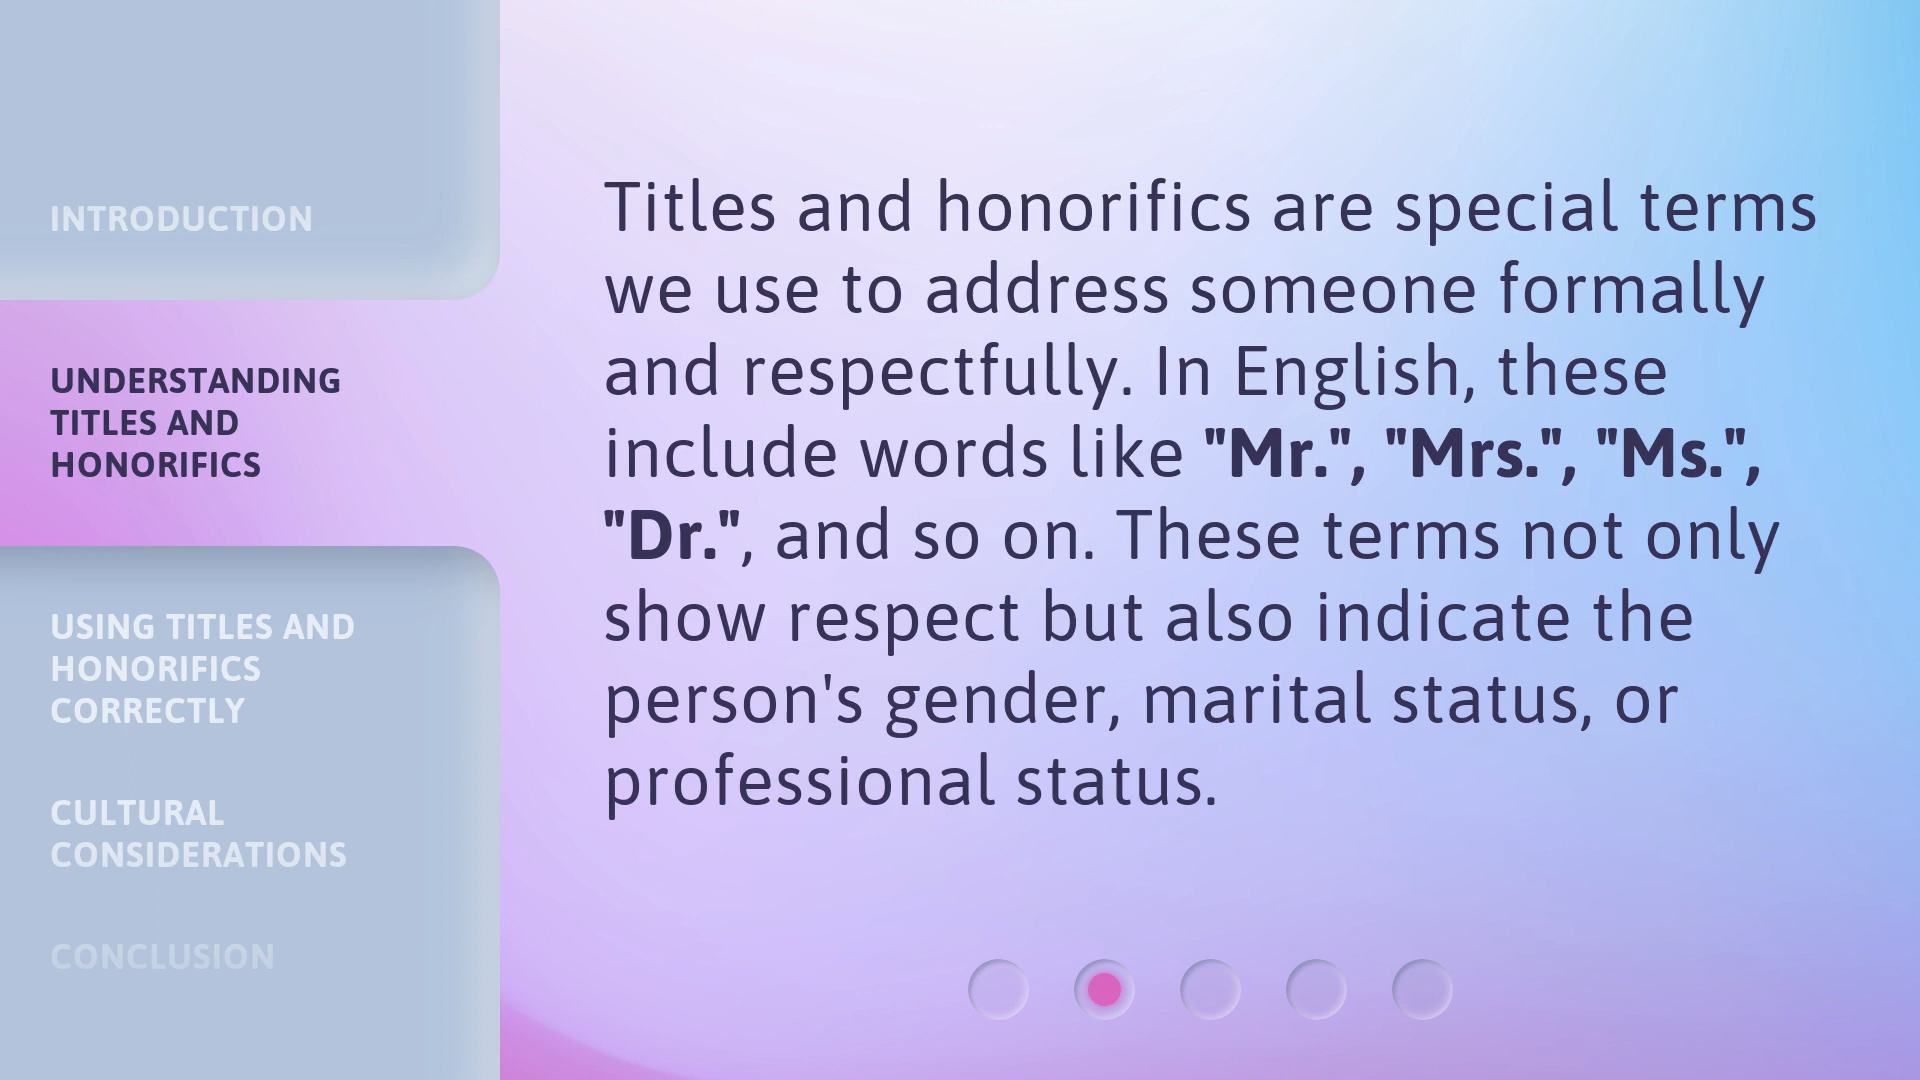 INTRODUCTION
UNDERSTANDING
TITLES AND
HONORIFICS
USING TITLES AND
HONORIFICS
CORRECTLY
CULTURAL
CONSIDERATIONS
CONCLUSION
Titles and honorifics are special terms
we use to address someone formally
and respectfully. In English, these
include words like "Mr.", "Mrs.", "Ms.",
"Dr.", and so on. These terms not only
show respect but also indicate the
person's gender, marital status, or
professional status.